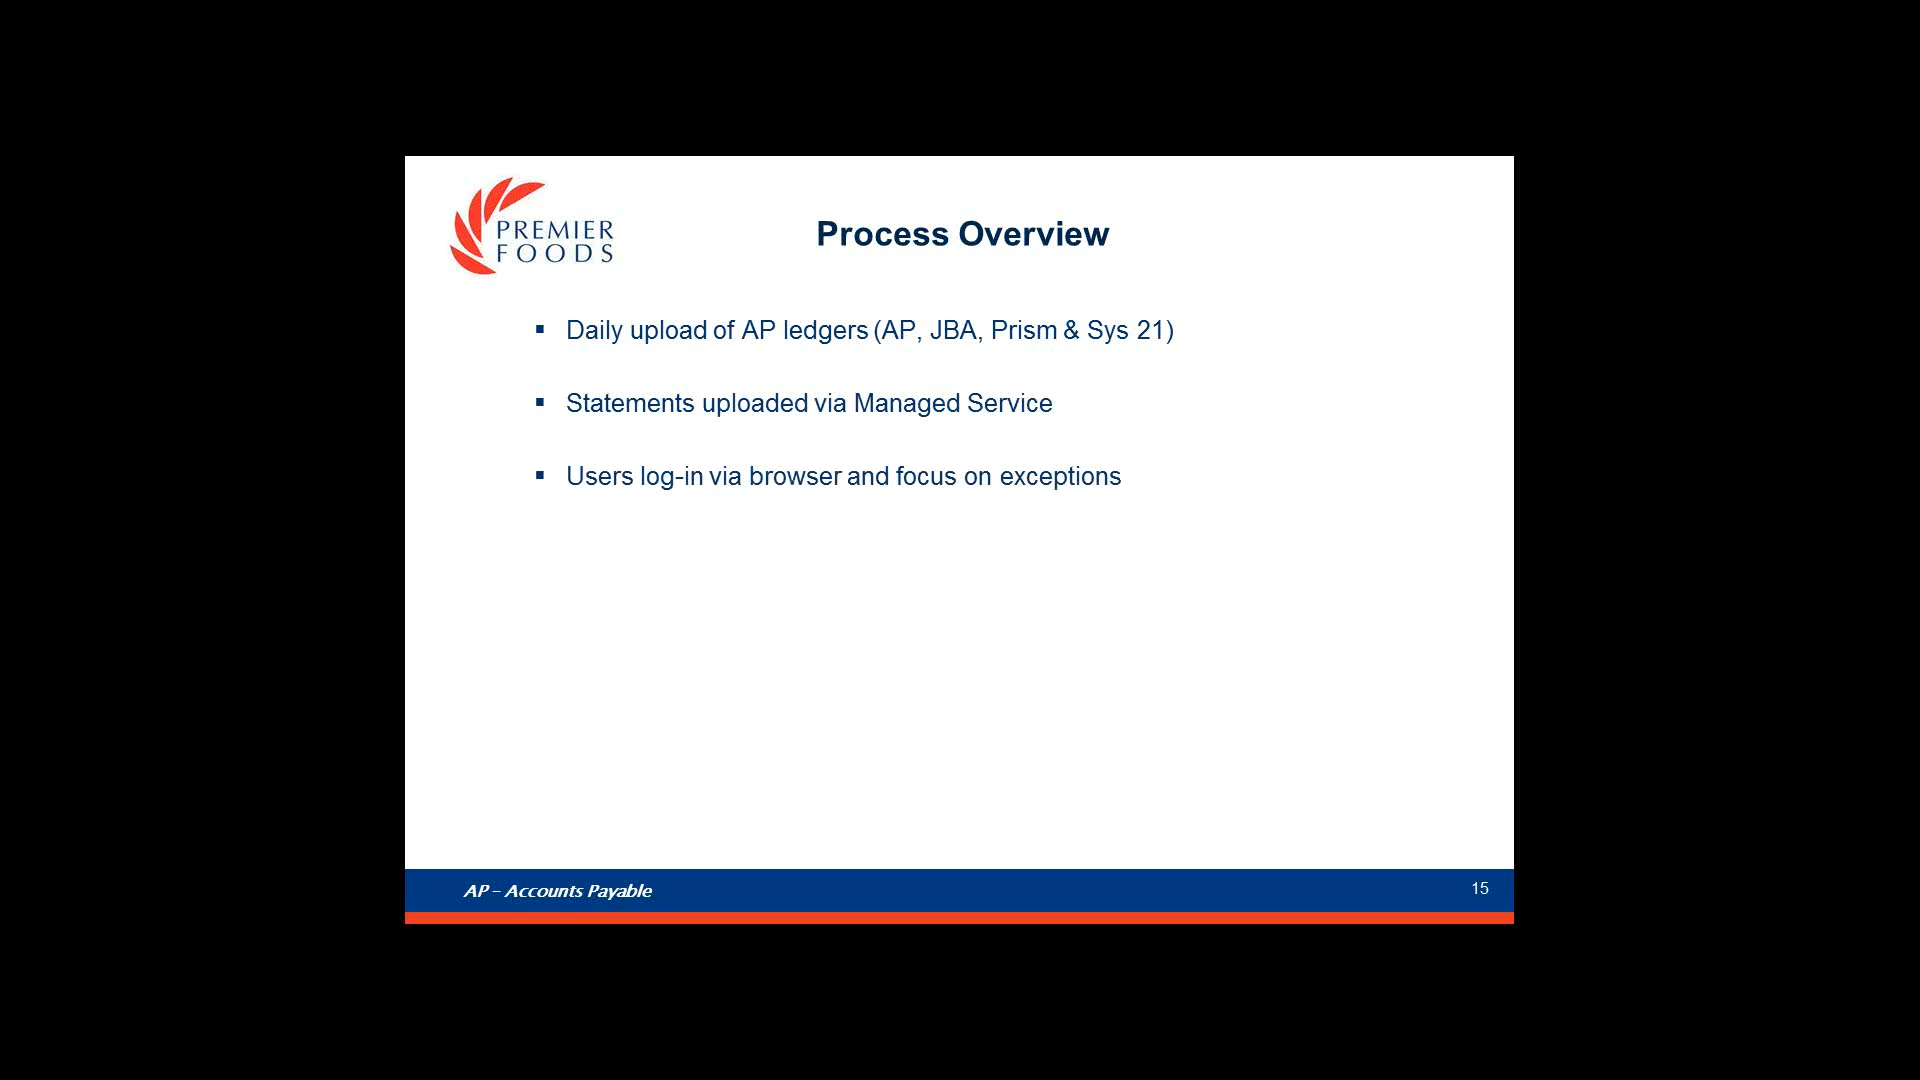 PREMIER
FOODS
Process Overview
▪ Daily upload of AP ledgers (AP, JBA, Prism & Sys 21)
▪ Statements uploaded via Managed Service
▪ Users log-in via browser and focus on exceptions
AP – Accounts Payable
15